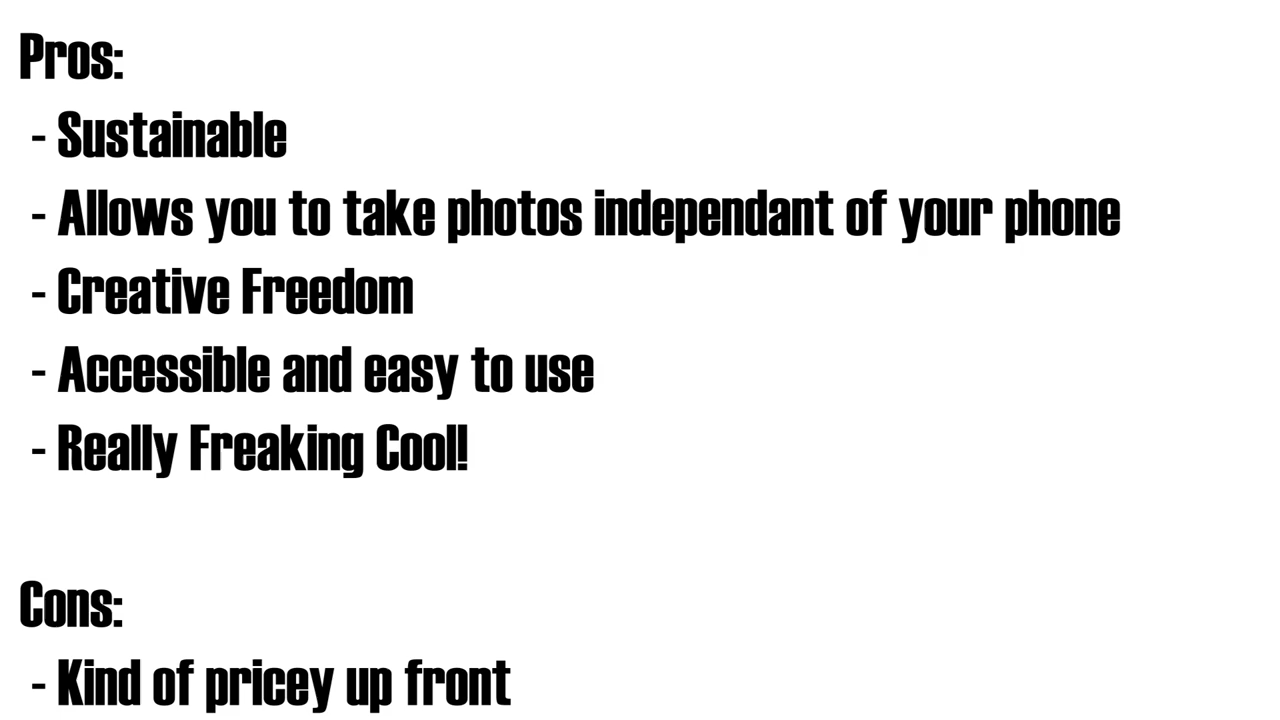 Pros:
- Sustainable
- Allows you to take photos independant of your phone
- Creative Freedom
- Accessible and easy to use
- Really Freaking Cool!
Cons:
- Kind of pricey up front